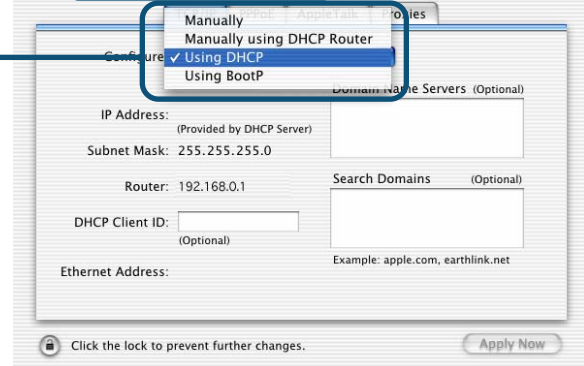 PPPoE AppleTalk Proxies
Manually
Manually using DHCP Router
Configure: ✓ Using DHCP
Using BootP
Domain Name Servers (Optional)
IP Address:
(Provided by DHCP Server)
Subnet Mask: 255.255.255.0
Router: 192.168.0.1
Search Domains (Optional)
DHCP Client ID:
(Optional)
Example: apple.com, earthlink.net
Ethernet Address:
Click the lock to prevent further changes.
Apply Now